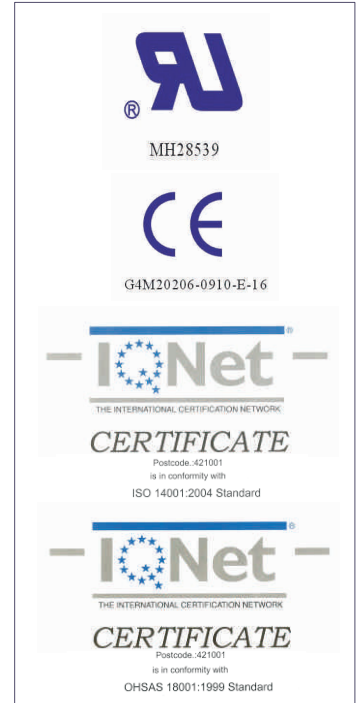 ®
MH28539
CE
G4M20206-0910-E-16
®
IQNet
THE INTERNATIONAL CERTIFICATION NETWORK
CERTIFICATE
Postcode.:421001
is in conformity with
ISO 14001:2004 Standard
®
IQNet
THE INTERNATIONAL CERTIFICATION NETWORK
CERTIFICATE
Postcode.:421001
is in conformity with
OHSAS 18001:1999 Standard